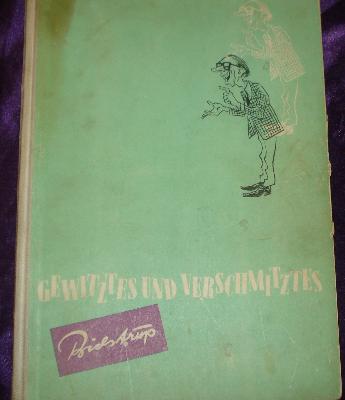 GEWITZTES UND VERSCHMITZTES
Bidstrup